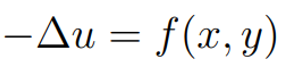 −Δu = f(x, y)